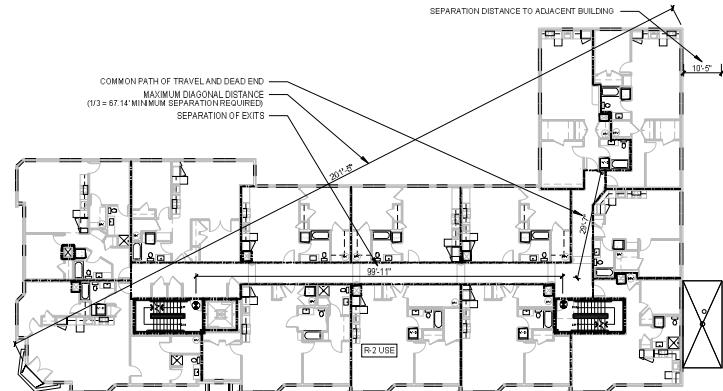 SEPARATION DISTANCE TO ADJACENT BUILDING
10'-5"
COMMON PATH OF TRAVEL AND DEAD END
MAXIMUM DIAGONAL DISTANCE
(1/3 = 67.14' MINIMUM SEPARATION REQUIRED)
SEPARATION OF EXITS
201'-5"
29'-7"
99'-11"
R-2 USE